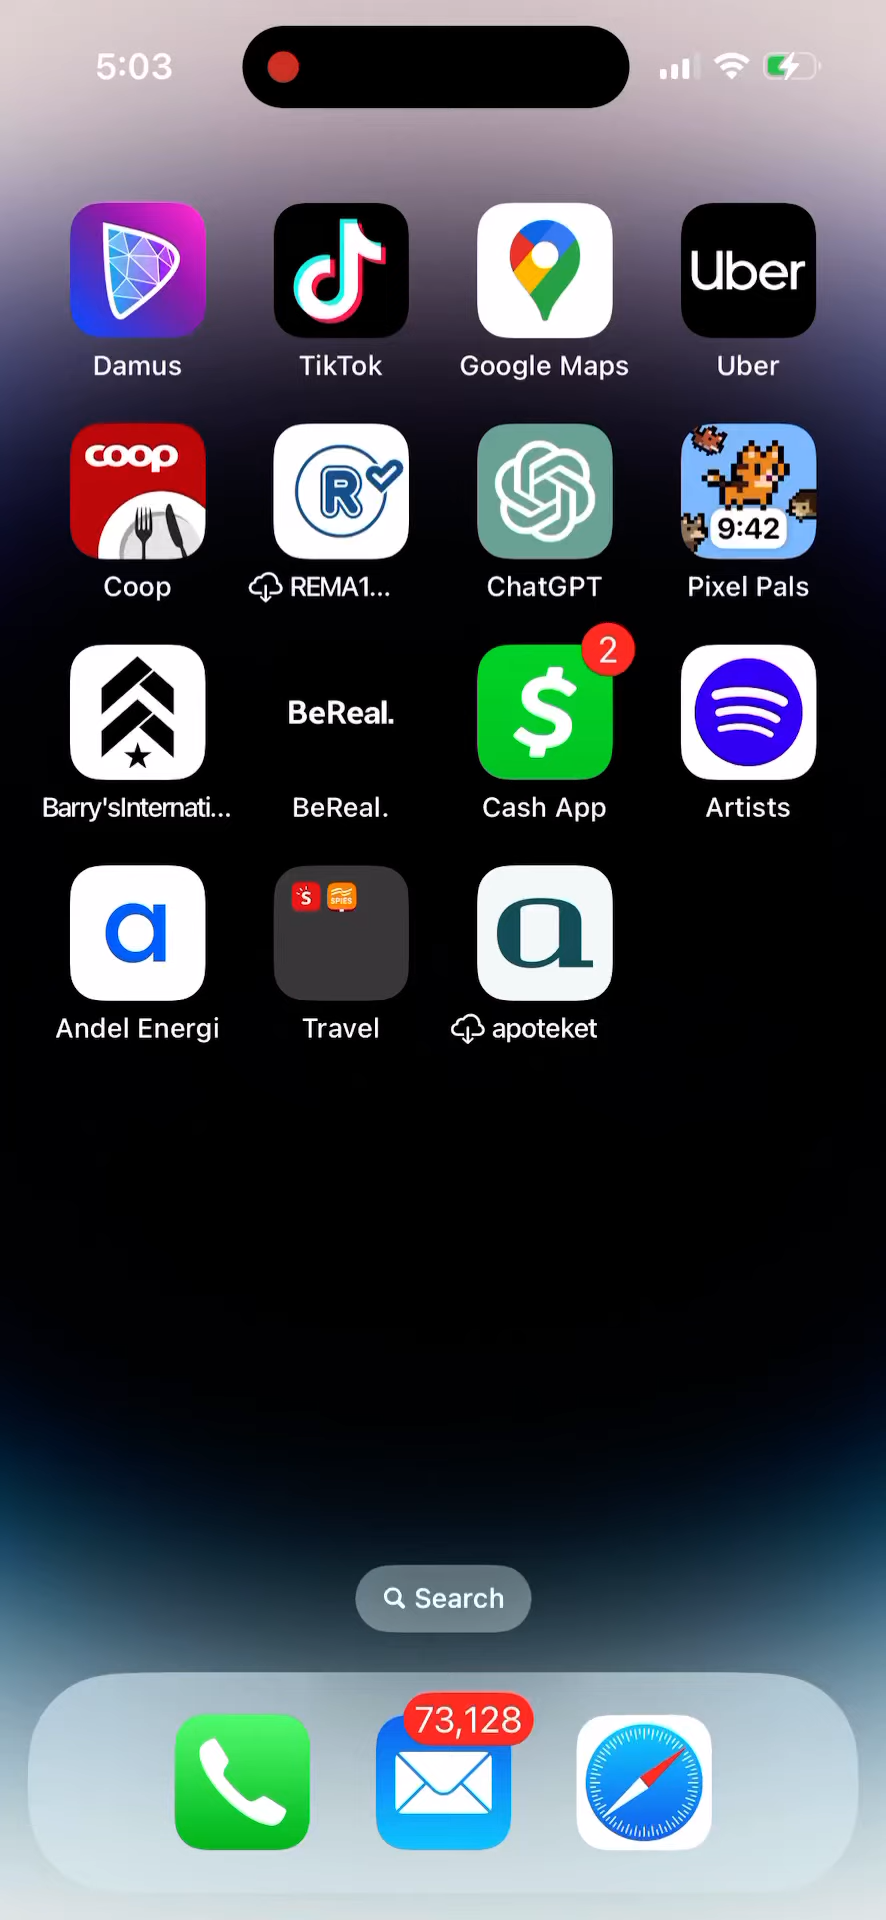 5:03
Uber
Damus
TikTok
Google Maps
Uber
coop
R
9:42
Coop
REMA1...
ChatGPT
Pixel Pals
BeReal.
$
2
Barry'sInternati...
BeReal.
Cash App
Artists
a
S
SPIES
a
Andel Energi
Travel
apoteket
Search
73,128